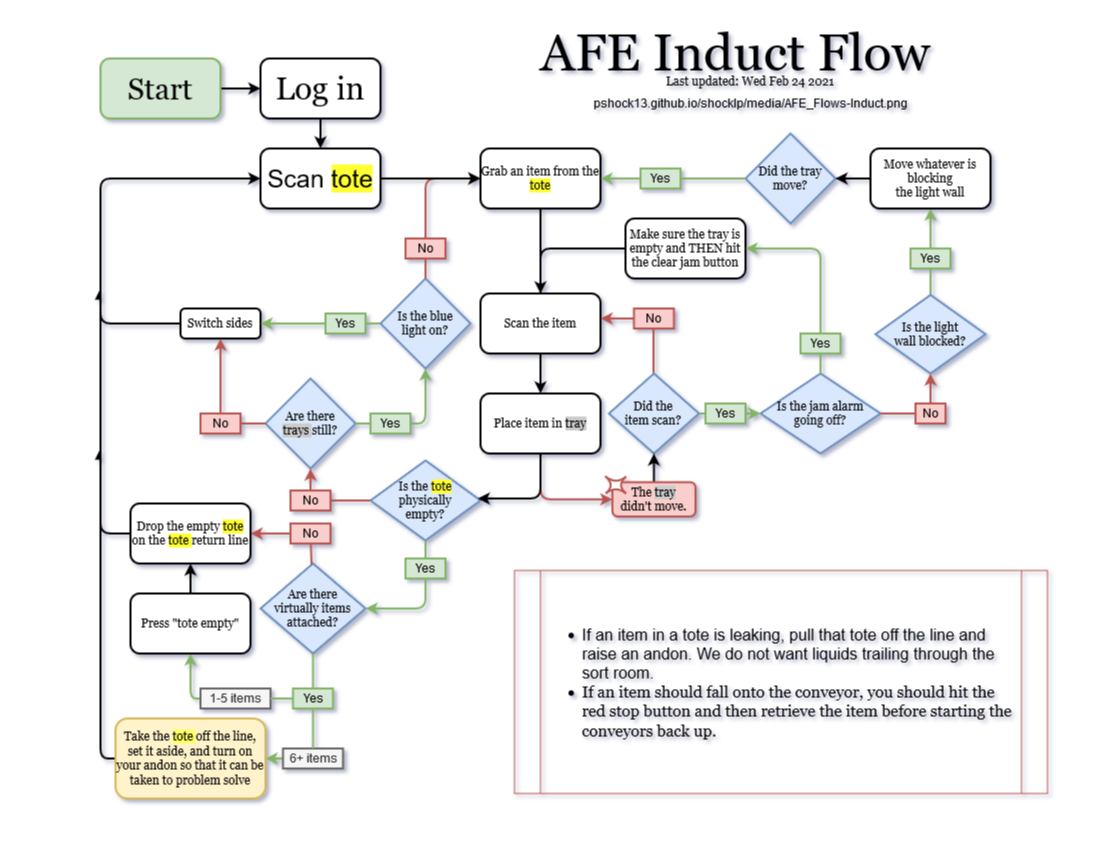 AFE Induct Flow
Last updated: Wed Feb 24 2021
pshock13.github.io/shocklp/media/AFE_Flows-Induct.png
Start
Log in
Scan tote
Grab an item from the
tote
Yes
Did the tray
move?
Move whatever is
blocking
the light wall
No
Make sure the tray is
empty and THEN hit
the clear jam button
Yes
Switch sides
Yes
Is the blue
light on?
Scan the item
No
Yes
Is the light
wall blocked?
No
Are there
trays still?
Yes
Place item in tray
Did the
item scan?
Yes
Is the jam alarm
going off?
No
No
Is the tote
physically
empty?
The tray
didn't move.
Drop the empty tote
on the tote return line
No
Yes
Press "tote empty"
Are there
virtually items
attached?
1-5 items
Yes
Take the tote off the line,
set it aside, and turn on
your andon so that it can be
taken to problem solve
6+ items
• If an item in a tote is leaking, pull that tote off the line and
raise an andon. We do not want liquids trailing through the
sort room.
• If an item should fall onto the conveyor, you should hit the
red stop button and then retrieve the item before starting the
conveyors back up.